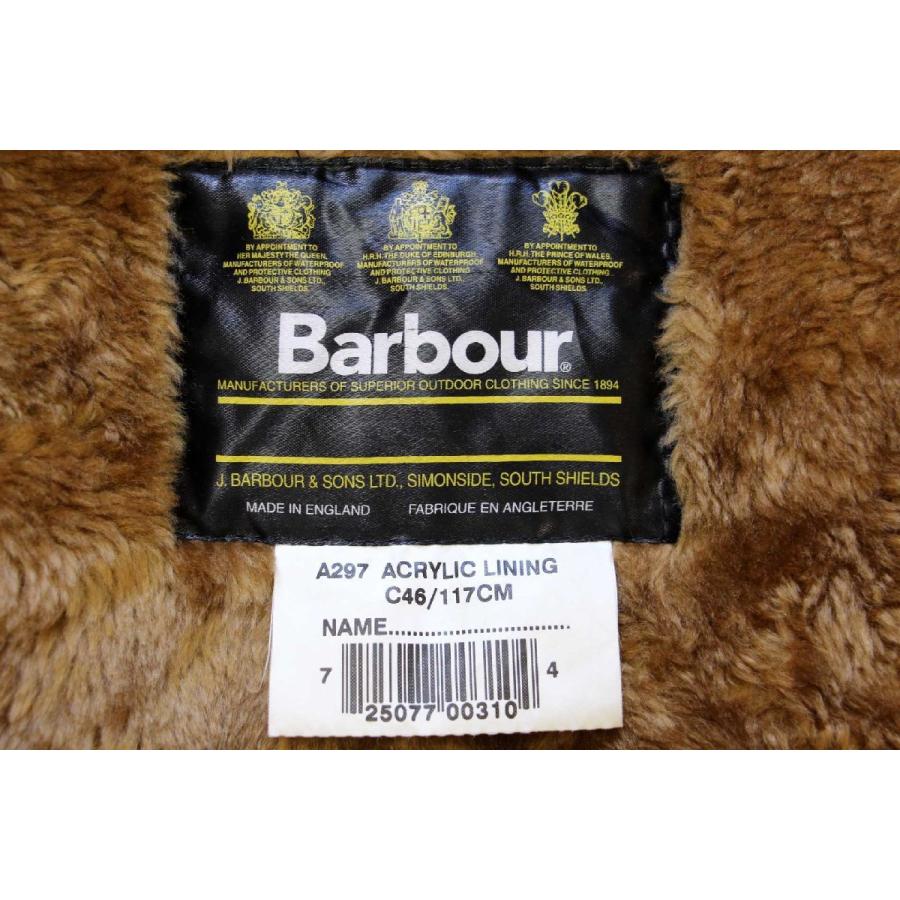 BY APPOINTMENT TO
HER MAJESTY THE QUEEN,
MANUFACTURERS OF WATERPROOF
AND PROTECTIVE CLOTHING
J. BARBOUR & SONS LTD.,
SOUTH SHIELDS
BY APPOINTMENT TO
H.R.H. THE DUKE OF EDINBURGH
MANUFACTURERS OF WATERPROOF
AND PROTECTIVE CLOTHING
J. BARBOUR & SONS LTD.,
SOUTH SHIELDS.
BY APPOINTMENT TO
H.R.H. THE PRINCE OF WALES,
MANUFACTURERS OF WATERPROOF
AND PROTECTIVE CLOTHING
J. BARBOUR & SONS LTD.,
SOUTH SHIELDS.
Barbour®
MANUFACTURERS OF SUPERIOR OUTDOOR CLOTHING SINCE 1894
J. BARBOUR & SONS LTD., SIMONSIDE, SOUTH SHIELDS
MADE IN ENGLAND FABRIQUE EN ANGLETERRE
A297 ACRYLIC LINING
C46/117CM
NAME..............................
7 25077 00310 4